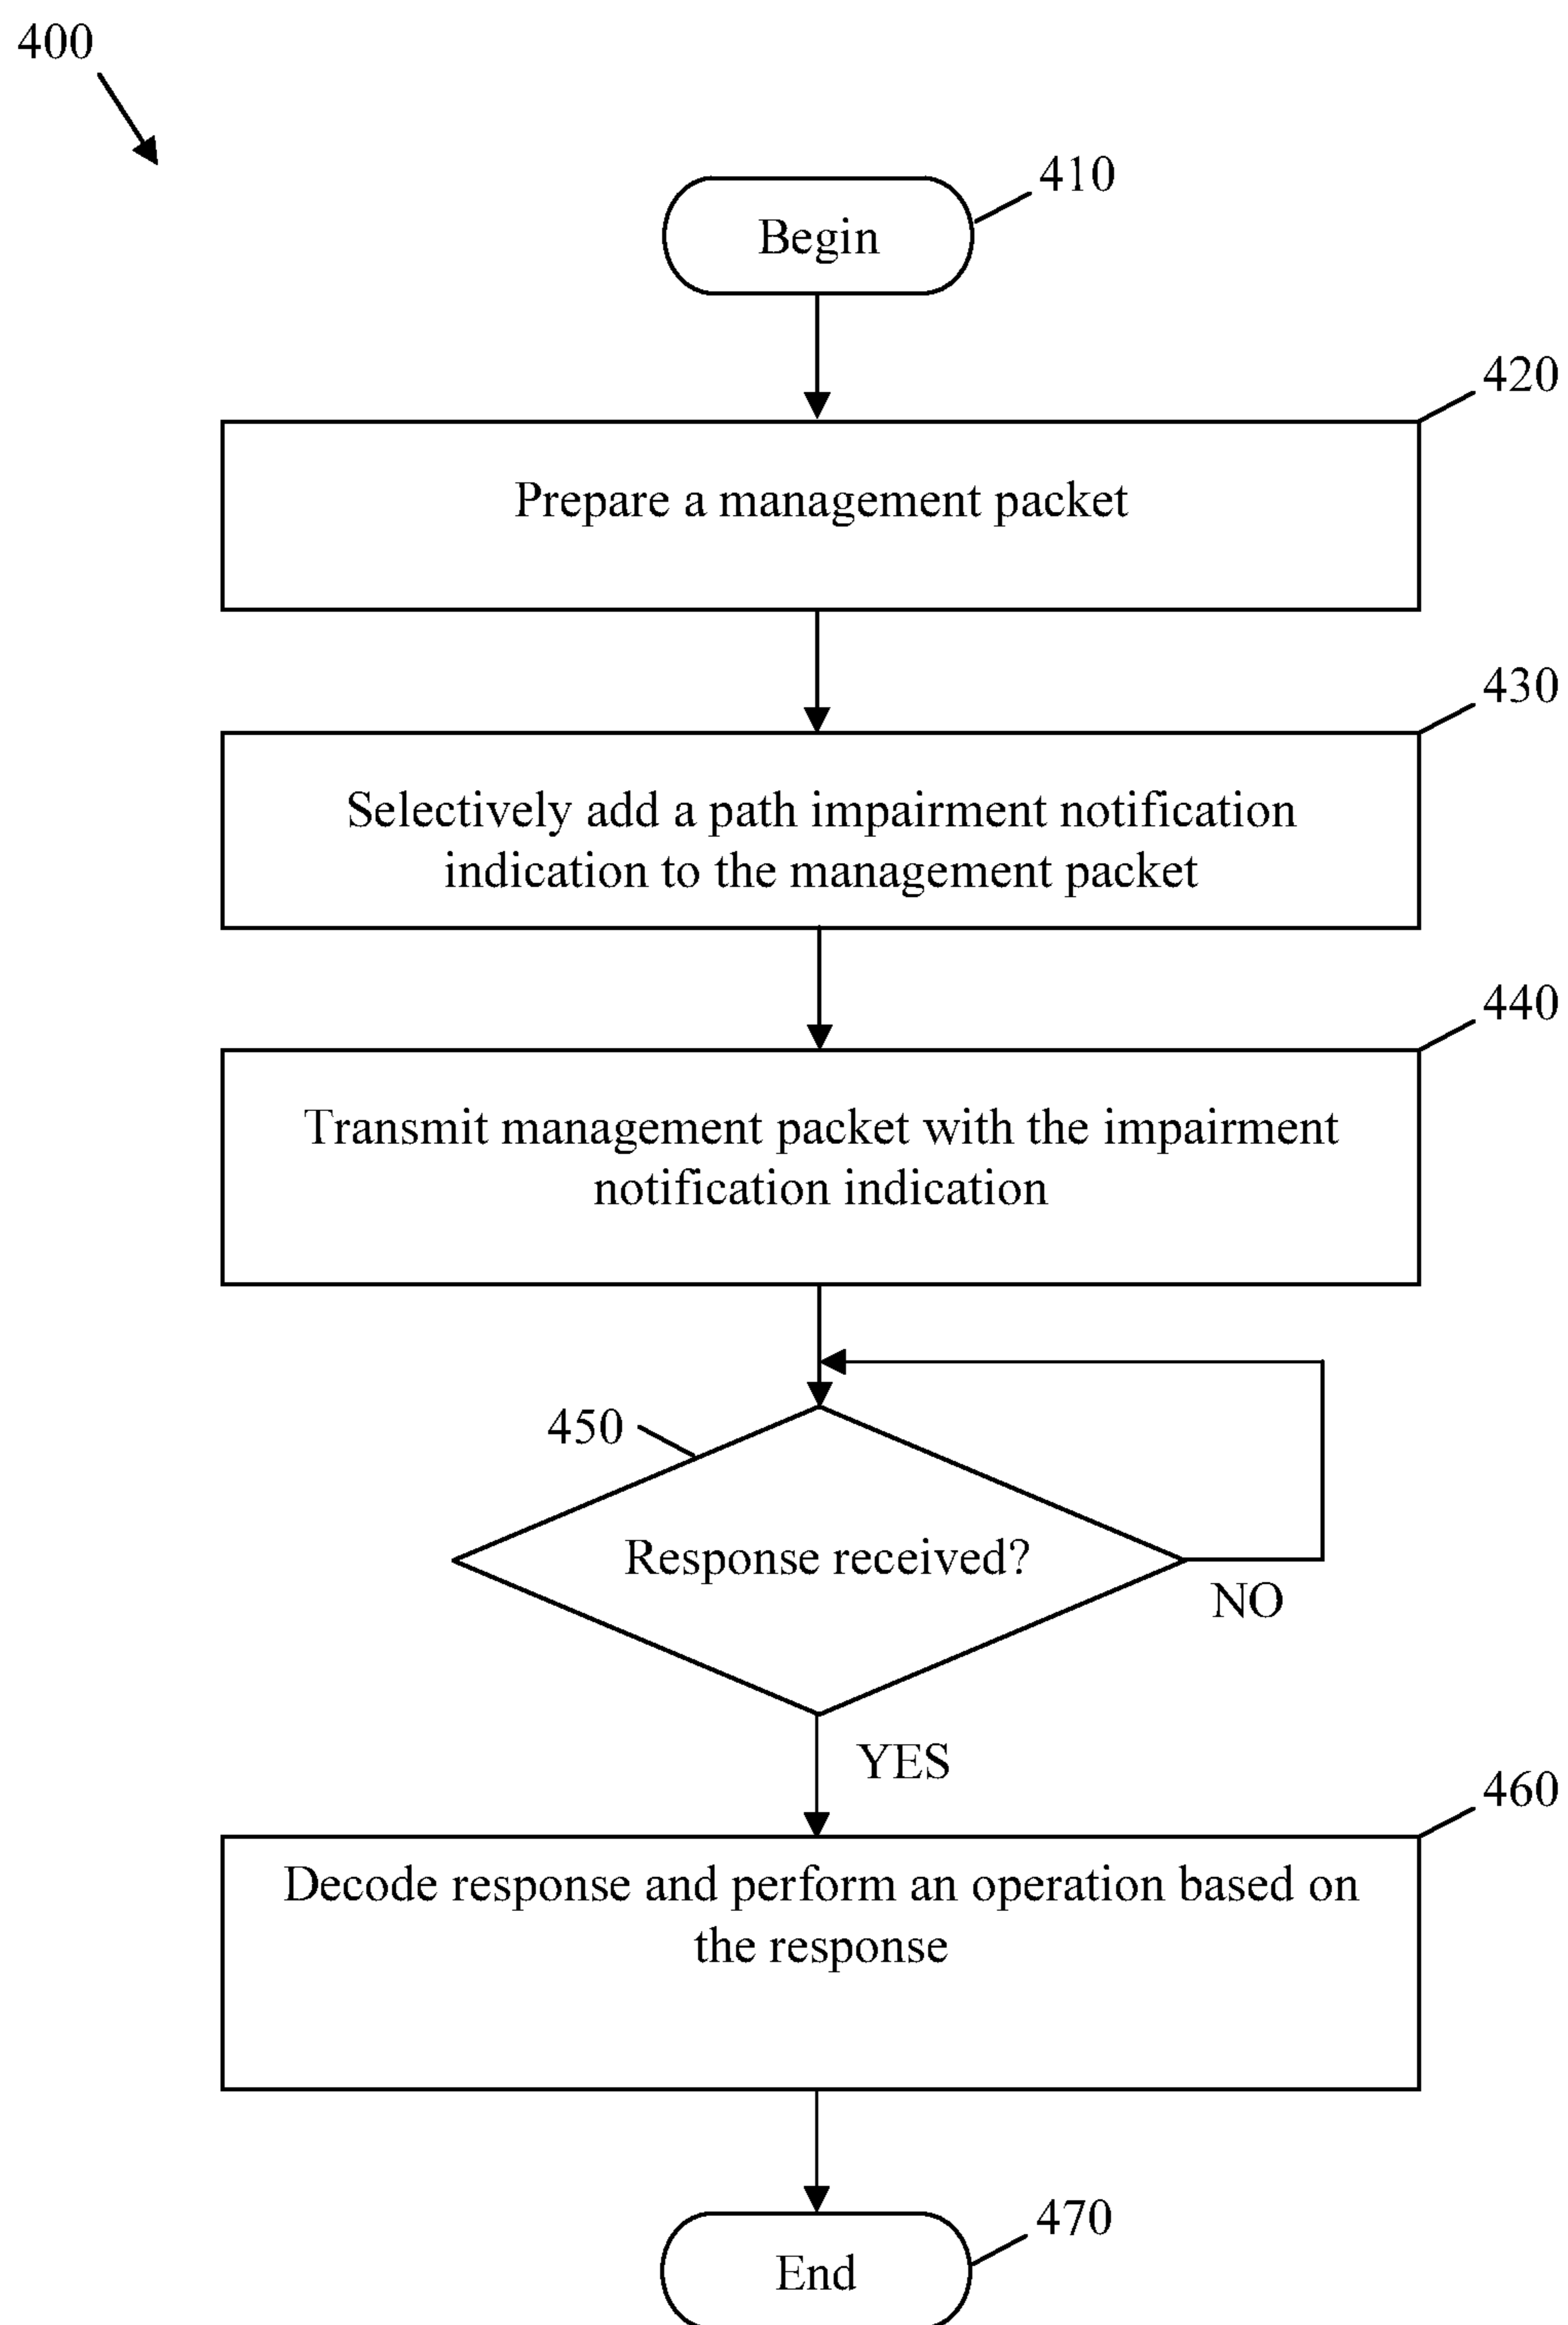 400
410
Begin
420
Prepare a management packet
430
Selectively add a path impairment notification
indication to the management packet
440
Transmit management packet with the impairment
notification indication
450
Response received?
NO
YES
460
Decode response and perform an operation based on
the response
470
End